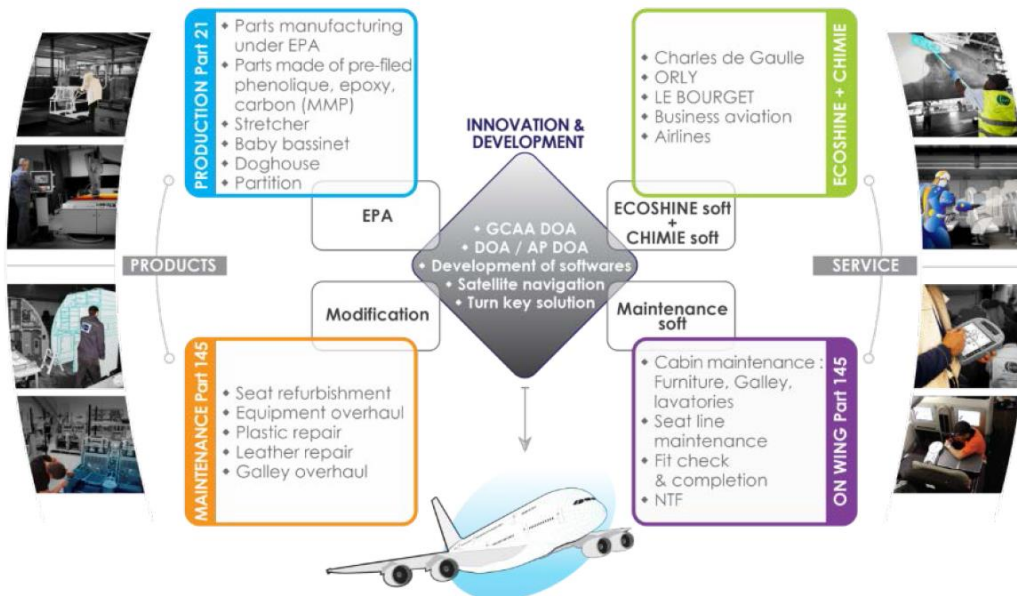 PRODUCTION Part 21
◆ Parts manufacturing
under EPA
◆ Parts made of pre-filed
phenolique, epoxy,
carbon (MMP)
◆ Stretcher
◆ Baby bassinet
◆ Doghouse
◆ Partition
EPA
INNOVATION &
DEVELOPMENT
◆ GCAA DOA
◆ DOA / AP DOA
◆ Development of softwares
◆ Satellite navigation
◆ Turn key solution
◆ Charles de Gaulle
◆ ORLY
◆ LE BOURGET
◆ Business aviation
◆ Airlines
ECOSHINE + CHIMIE
ECOSHINE soft
+
CHIMIE soft
PRODUCTS
SERVICE
Modification
Maintenance
soft
MAINTENANCE Part 145
◆ Seat refurbishment
◆ Equipment overhaul
◆ Plastic repair
◆ Leather repair
◆ Galley overhaul
◆ Cabin maintenance :
Furniture, Galley,
lavatories
◆ Seat line
maintenance
◆ Fit check
& completion
◆ NTF
ON WING Part 145